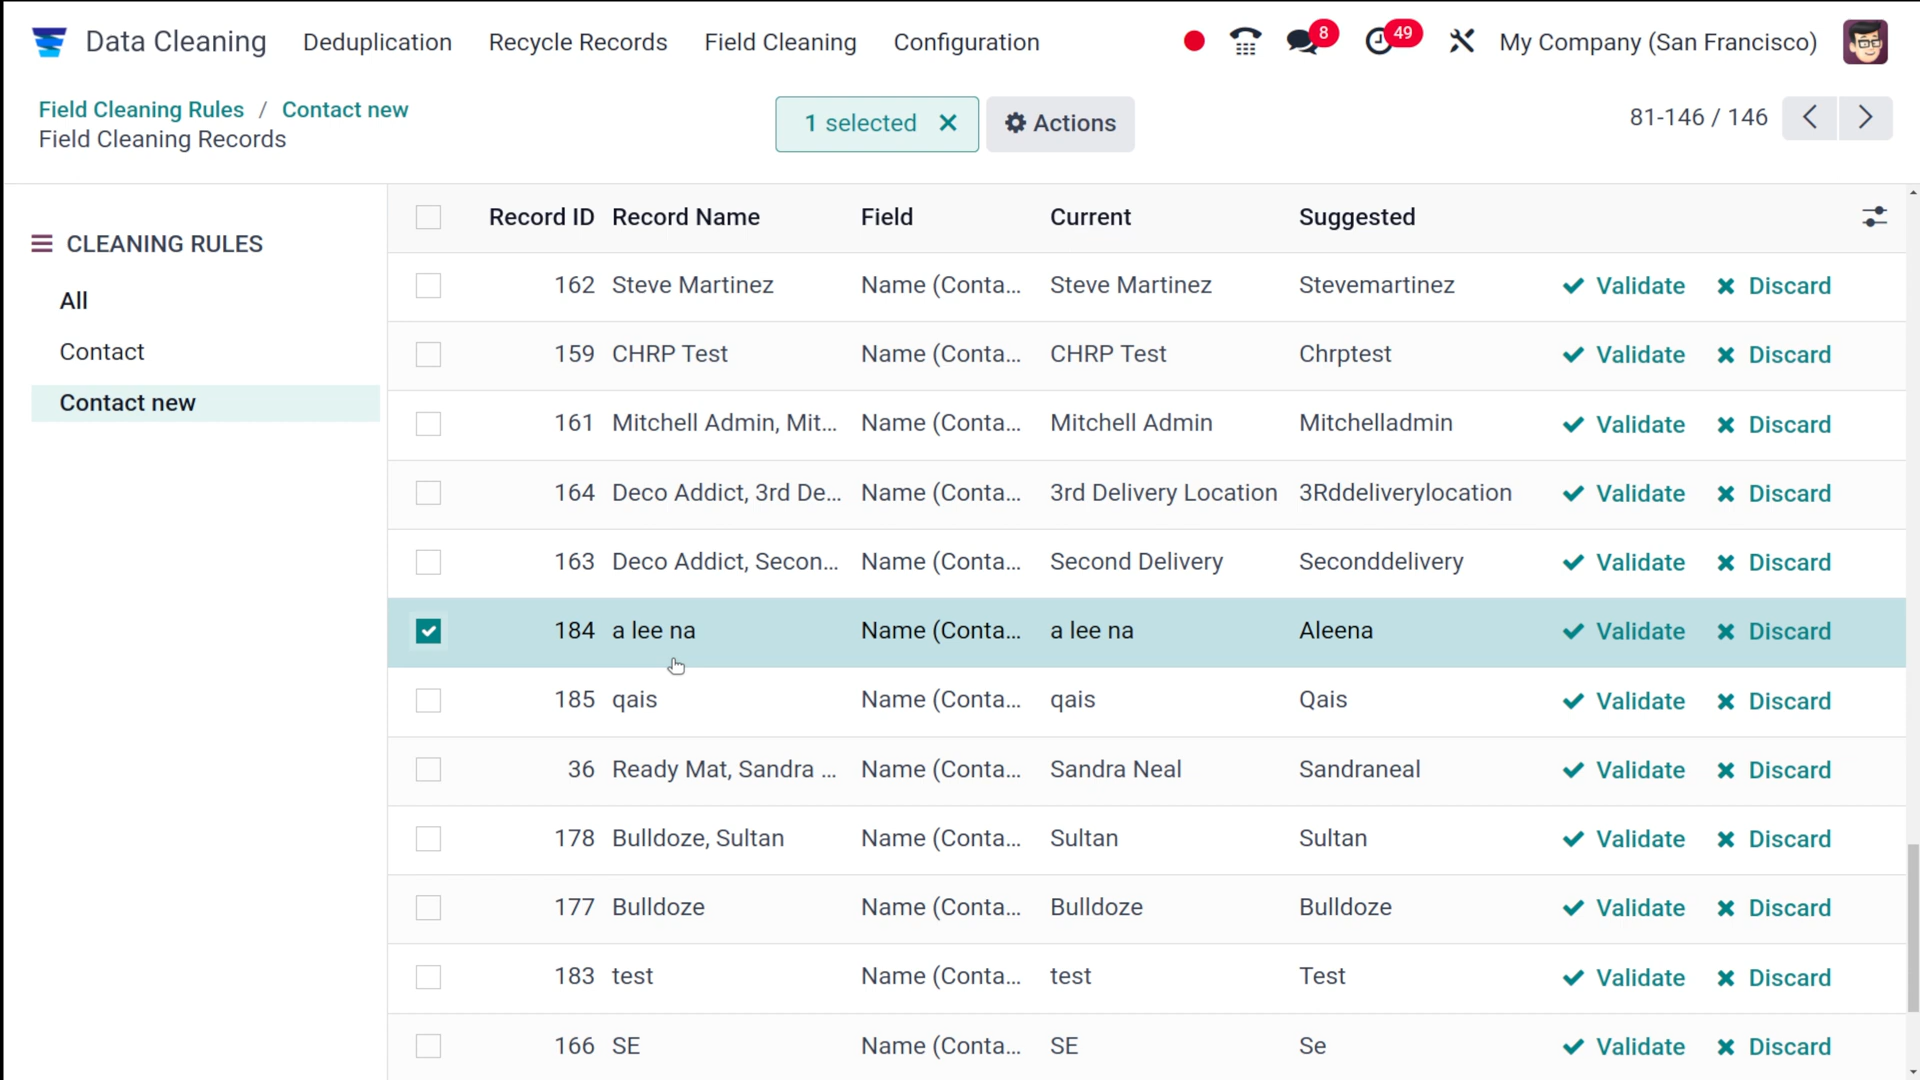 Data Cleaning Deduplication Recycle Records Field Cleaning Configuration 8 49 My Company (San Francisco)
Field Cleaning Rules / Contact new
Field Cleaning Records
1 selected Actions
81-146 / 146
CLEANING RULES
All
Contact
Contact new
Record ID Record Name Field Current Suggested
162 Steve Martinez Name (Conta... Steve Martinez Stevemartinez Validate Discard
159 CHRP Test Name (Conta... CHRP Test Chrptest Validate Discard
161 Mitchell Admin, Mit... Name (Conta... Mitchell Admin Mitchelladmin Validate Discard
164 Deco Addict, 3rd De... Name (Conta... 3rd Delivery Location 3Rddeliverylocation Validate Discard
163 Deco Addict, Secon... Name (Conta... Second Delivery Seconddelivery Validate Discard
184 a lee na Name (Conta... a lee na Aleena Validate Discard
185 qais Name (Conta... qais Qais Validate Discard
36 Ready Mat, Sandra ... Name (Conta... Sandra Neal Sandraneal Validate Discard
178 Bulldoze, Sultan Name (Conta... Sultan Sultan Validate Discard
177 Bulldoze Name (Conta... Bulldoze Bulldoze Validate Discard
183 test Name (Conta... test Test Validate Discard
166 SE Name (Conta... SE Se Validate Discard